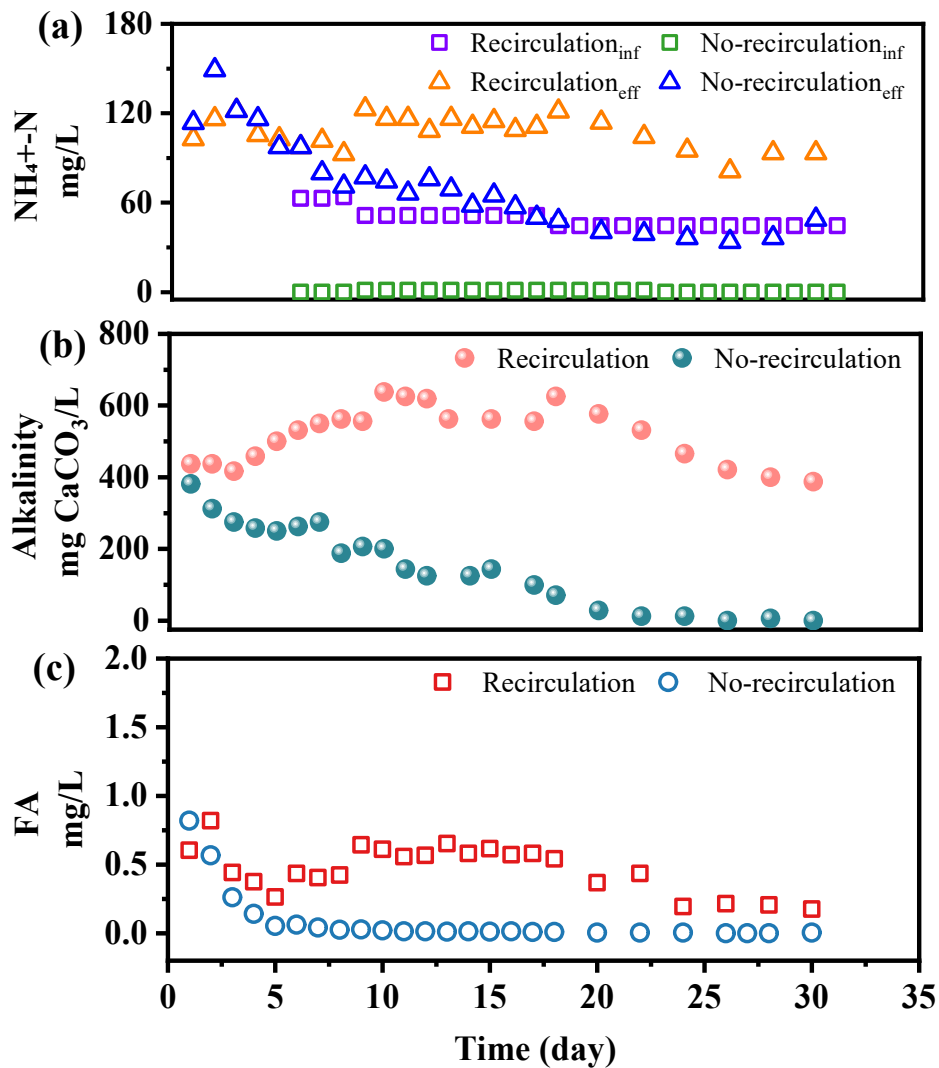 (a)
NH₄+-N
mg/L
180
120
60
0
Recirculationᵢₙf
No-recirculationᵢₙf
Recirculationₑff
No-recirculationₑff
(b)
Alkalinity
mg CaCO₃/L
800
600
400
200
0
Recirculation
No-recirculation
(c)
FA
mg/L
2.0
1.5
1.0
0.5
0.0
Recirculation
No-recirculation
0 5 10 15 20 25 30 35
Time (day)